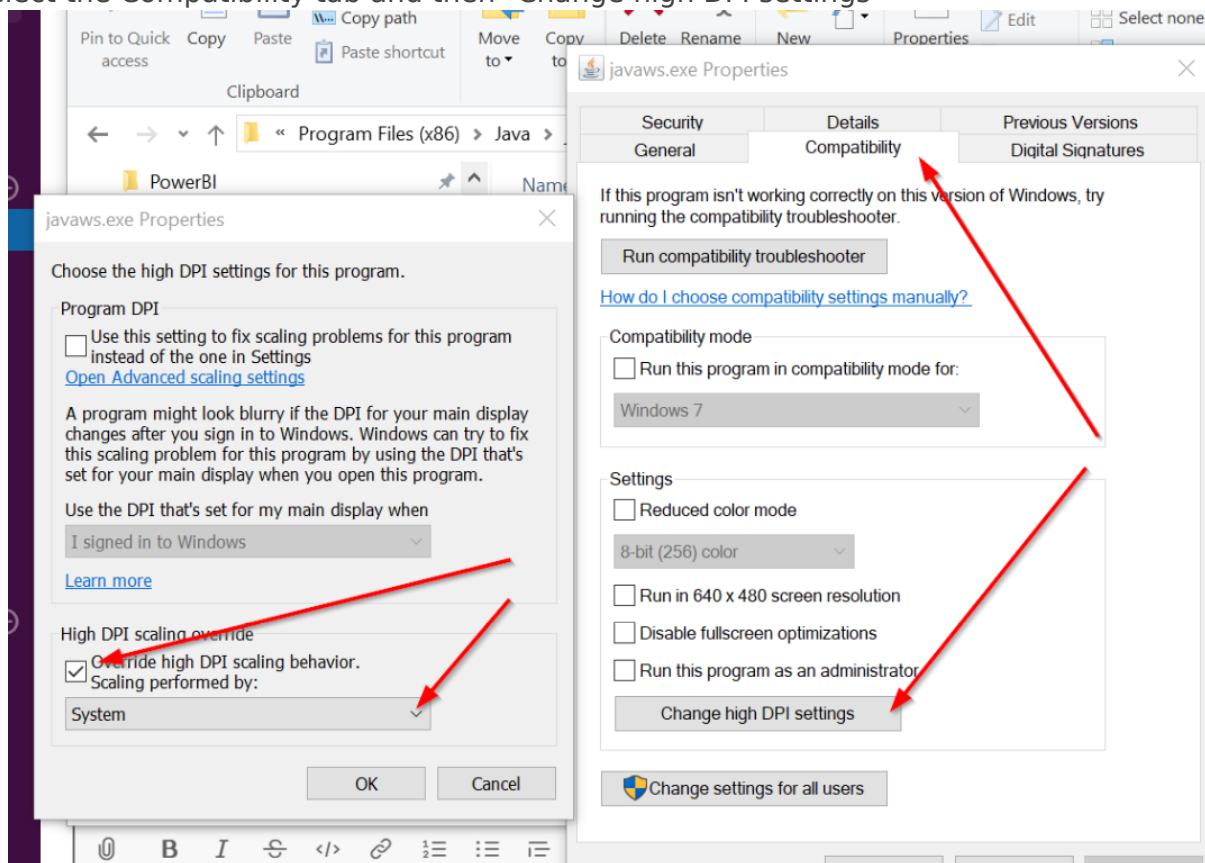 elect the Compatibility tab and then "Change high DPI settings"
Copy path
Edit
Select none
Pin to Quick access
Copy
Paste
Paste shortcut
Move to
Copy to
Delete
Rename
New
Properties
Clipboard
« Program Files (x86) > Java >
PowerBI
Name
javaws.exe Properties
Choose the high DPI settings for this program.
Program DPI
Use this setting to fix scaling problems for this program
instead of the one in Settings
Open Advanced scaling settings
A program might look blurry if the DPI for your main display
changes after you sign in to Windows. Windows can try to fix
this scaling problem for this program by using the DPI that's
set for your main display when you open this program.
Use the DPI that's set for my main display when
I signed in to Windows
Learn more
High DPI scaling override
Override high DPI scaling behavior.
Scaling performed by:
System
OK
Cancel
B I S </>
javaws.exe Properties
Security
Details
Previous Versions
General
Compatibility
Digital Signatures
If this program isn't working correctly on this version of Windows, try
running the compatibility troubleshooter.
Run compatibility troubleshooter
How do I choose compatibility settings manually?
Compatibility mode
Run this program in compatibility mode for:
Windows 7
Settings
Reduced color mode
8-bit (256) color
Run in 640 x 480 screen resolution
Disable fullscreen optimizations
Run this program as an administrator
Change high DPI settings
Change settings for all users